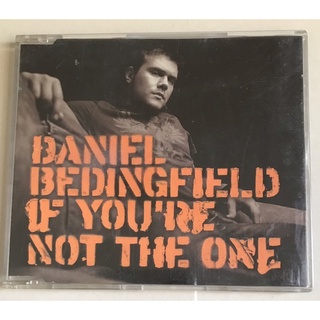 DANIEL
BEDINGFIELD
IF YOU'RE
NOT THE ONE